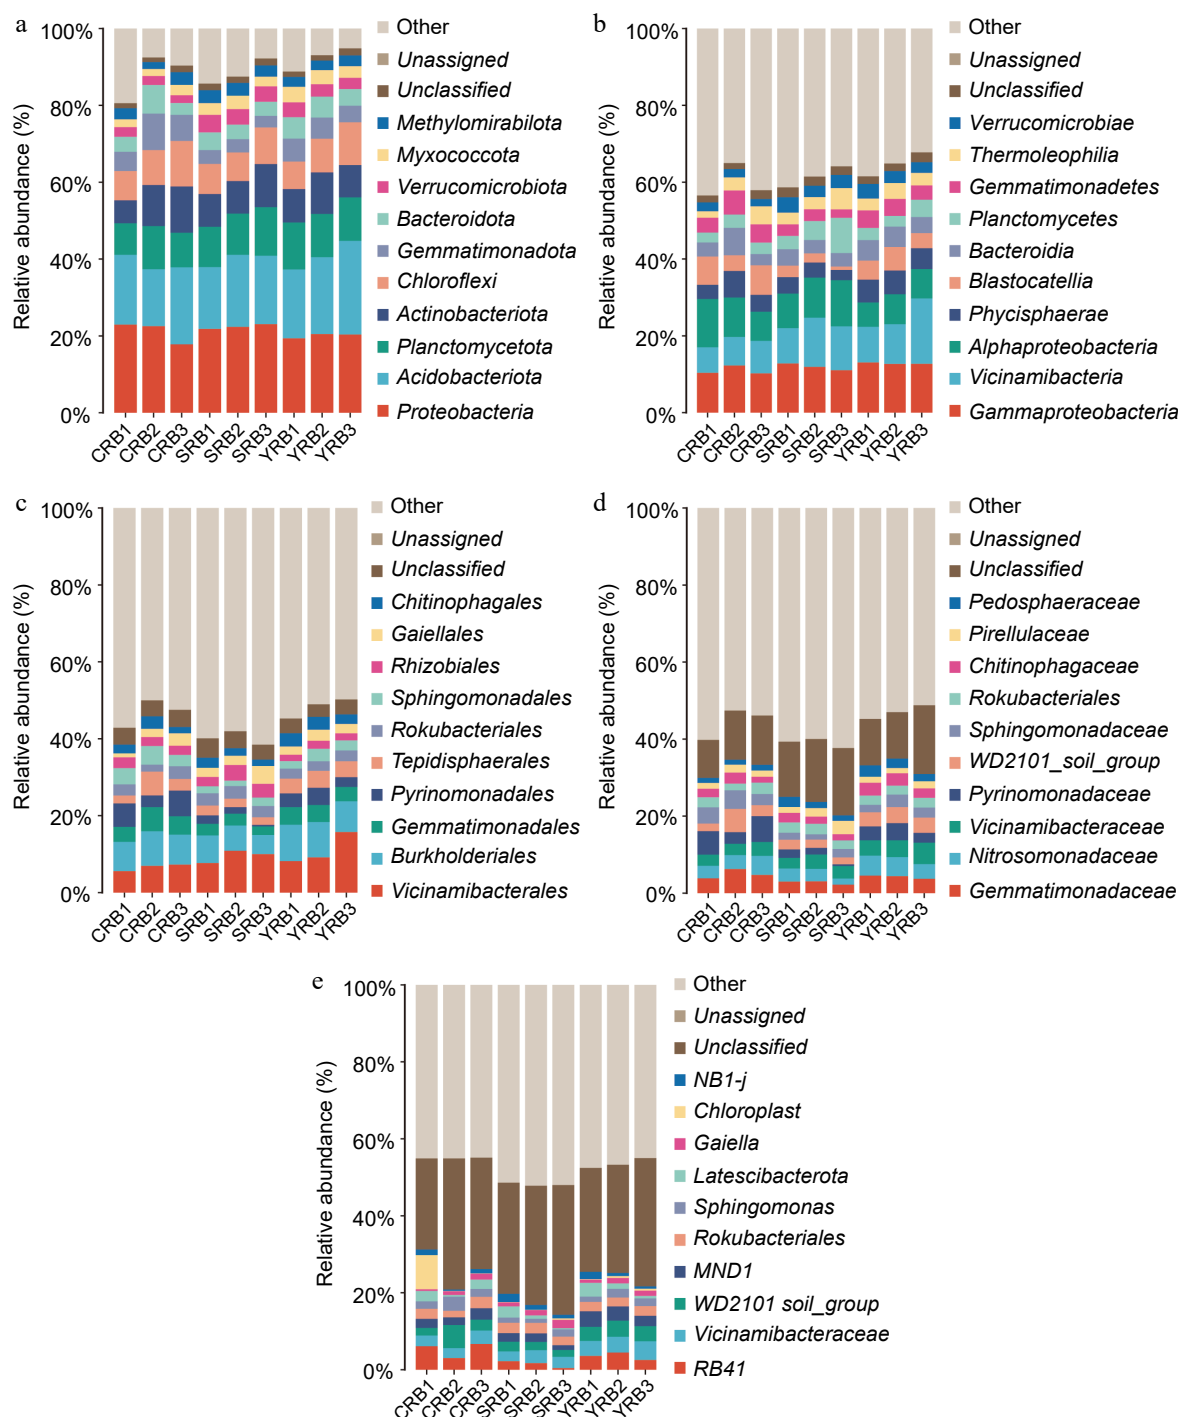 a
Relative abundance (%)
100%
80%
60%
40%
20%
0%
CRB1
CRB2
CRB3
SRB1
SRB2
SRB3
YRB1
YRB2
YRB3
Other
Unassigned
Unclassified
Methylomirabilota
Myxococcota
Verrucomicrobiota
Bacteroidota
Gemmatimonadota
Chloroflexi
Actinobacteriota
Planctomycetota
Acidobacteriota
Proteobacteria
b
Relative abundance (%)
100%
80%
60%
40%
20%
0%
CRB1
CRB2
CRB3
SRB1
SRB2
SRB3
YRB1
YRB2
YRB3
Other
Unassigned
Unclassified
Verrucomicrobiae
Thermoleophilia
Gemmatimonadetes
Planctomycetes
Bacteroidia
Blastocatellia
Phycisphaerae
Alphaproteobacteria
Vicinamibacteria
Gammaproteobacteria
c
Relative abundance (%)
100%
80%
60%
40%
20%
0%
CRB1
CRB2
CRB3
SRB1
SRB2
SRB3
YRB1
YRB2
YRB3
Other
Unassigned
Unclassified
Chitinophagales
Gaiellales
Rhizobiales
Sphingomonadales
Rokubacteriales
Tepidisphaerales
Pyrinomonadales
Gemmatimonadales
Burkholderiales
Vicinamibacterales
d
Relative abundance (%)
100%
80%
60%
40%
20%
0%
CRB1
CRB2
CRB3
SRB1
SRB2
SRB3
YRB1
YRB2
YRB3
Other
Unassigned
Unclassified
Pedosphaeraceae
Pirellulaceae
Chitinophagaceae
Rokubacteriales
Sphingomonadaceae
WD2101_soil_group
Pyrinomonadaceae
Vicinamibacteraceae
Nitrosomonadaceae
Gemmatimonadaceae
e
Relative abundance (%)
100%
80%
60%
40%
20%
0%
CRB1
CRB2
CRB3
SRB1
SRB2
SRB3
YRB1
YRB2
YRB3
Other
Unassigned
Unclassified
NB1-j
Chloroplast
Gaiella
Latescibacterota
Sphingomonas
Rokubacteriales
MND1
WD2101 soil_group
Vicinamibacteraceae
RB41